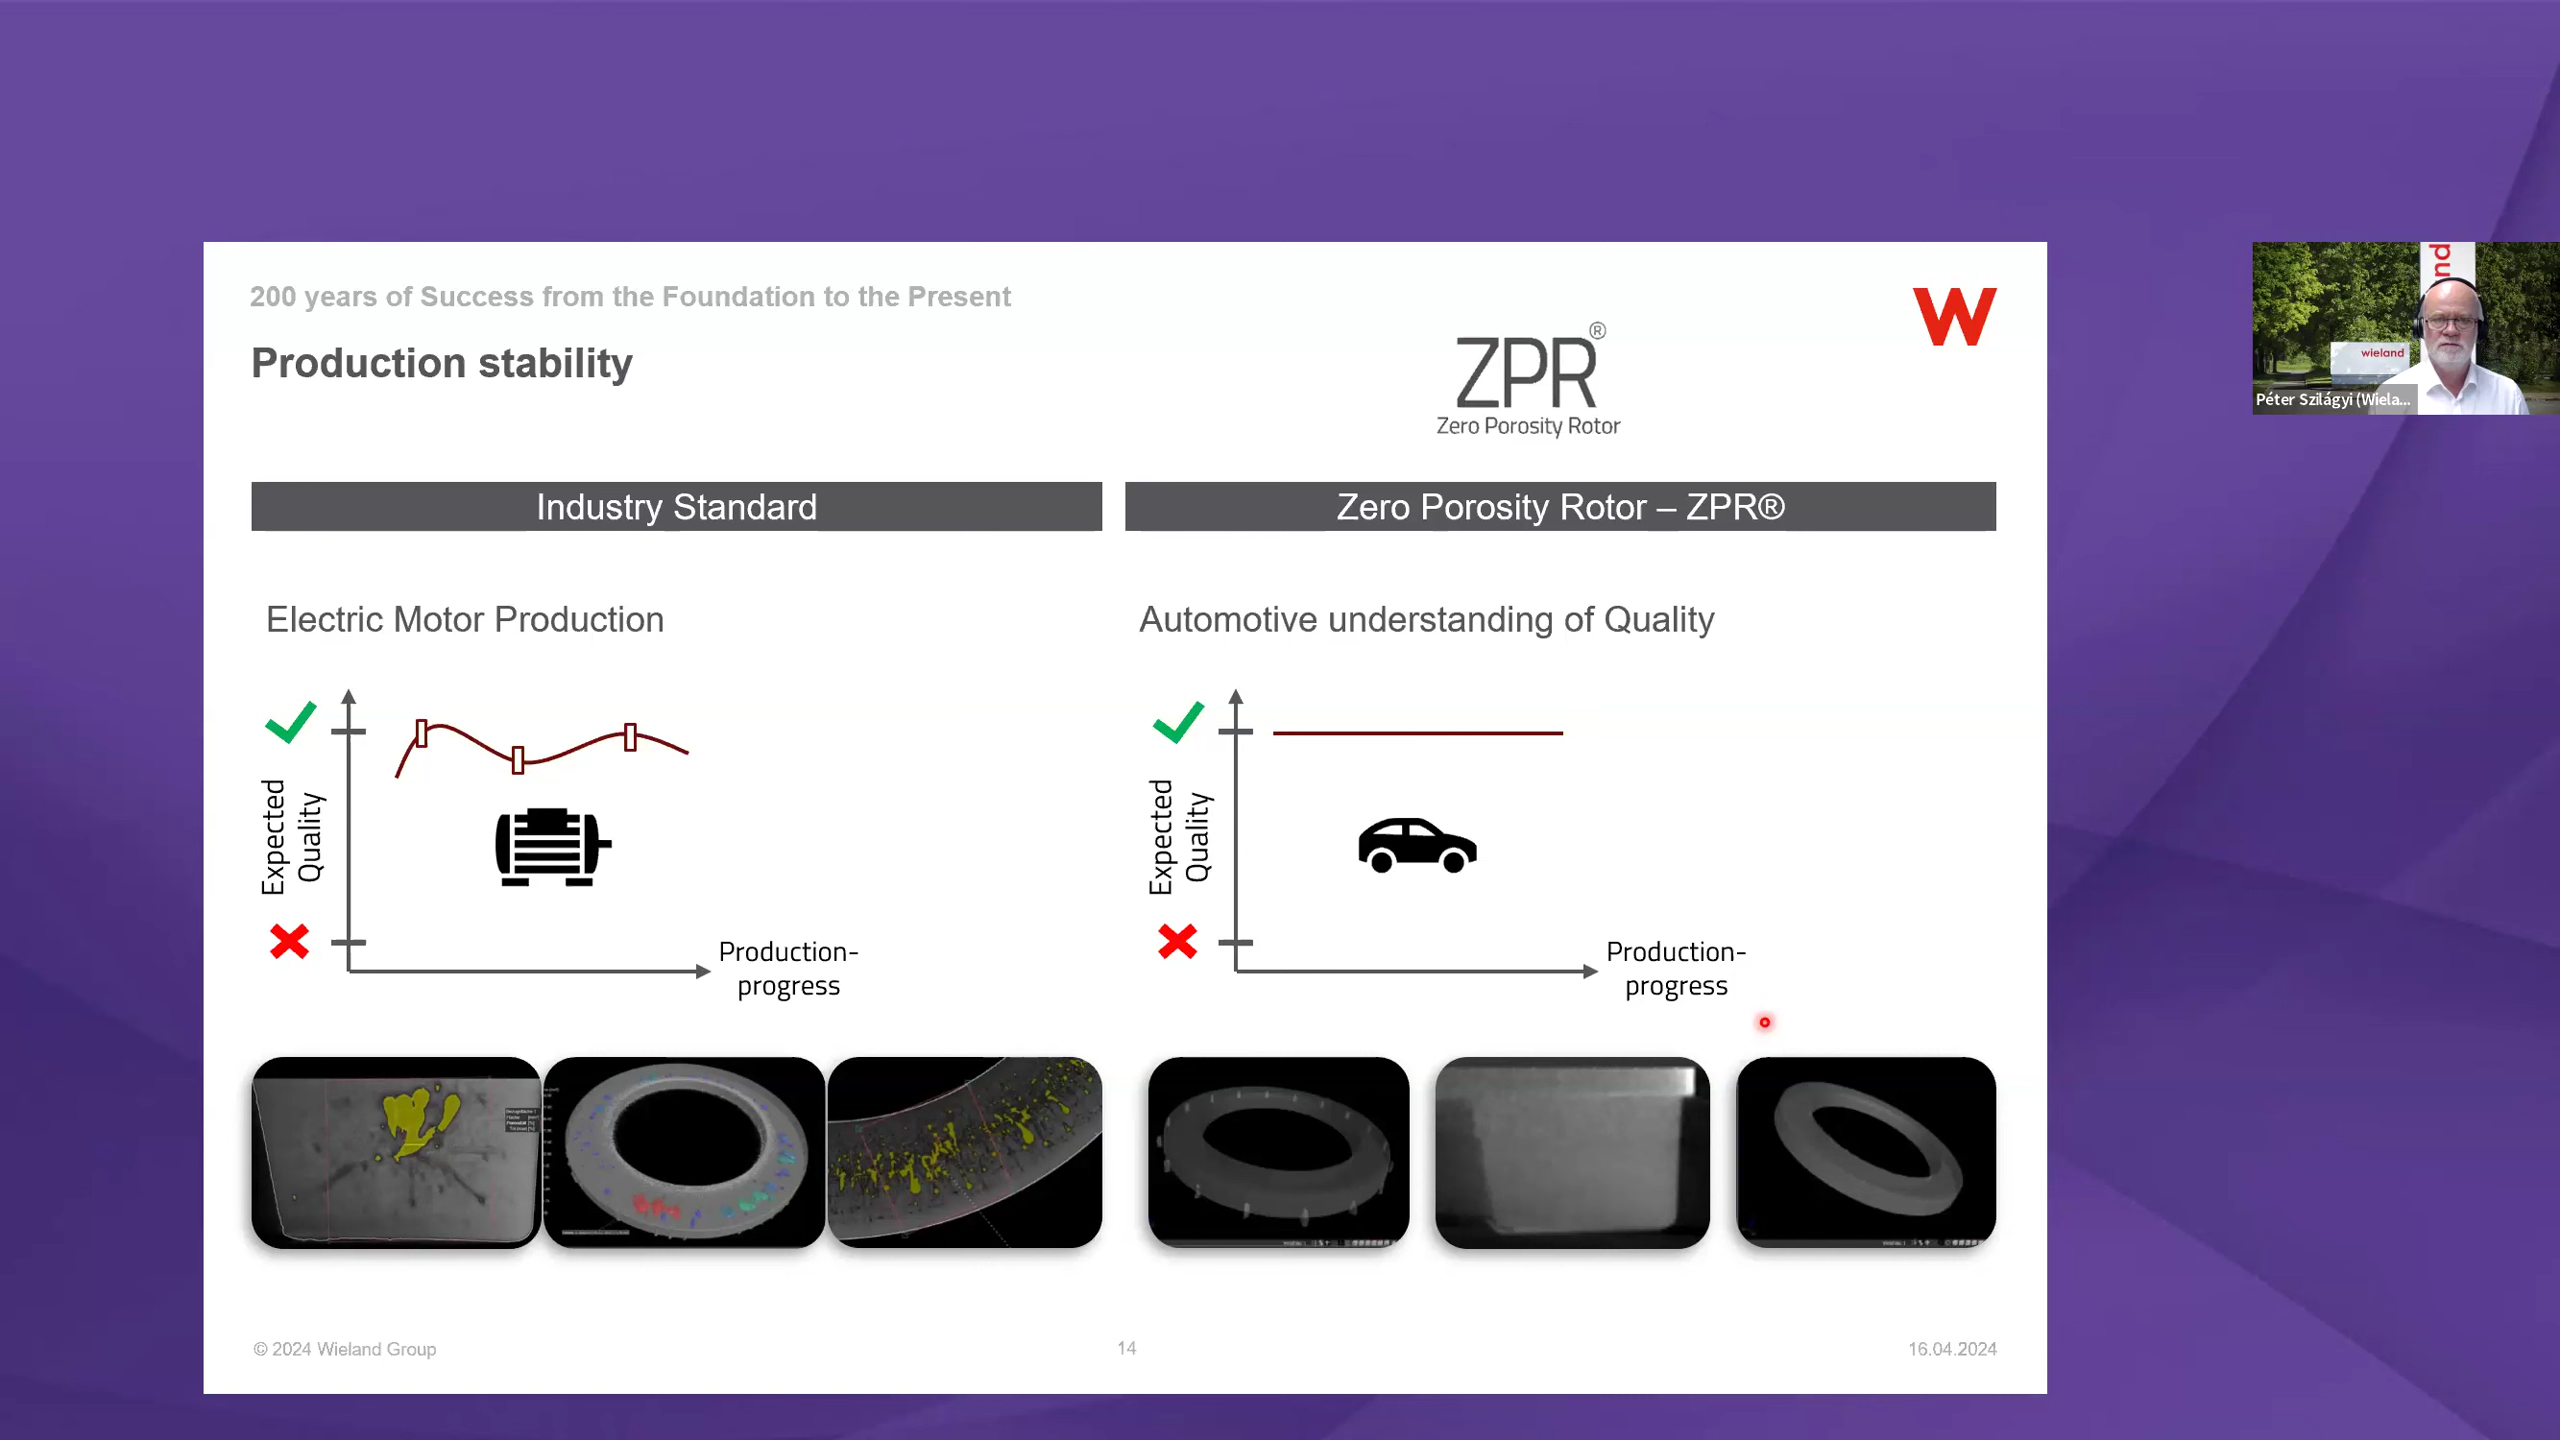 200 years of Success from the Foundation to the Present
Production stability
W
ZPR®
Zero Porosity Rotor
nd
wieland
Péter Szilágyi (Wiela...
Industry Standard
Zero Porosity Rotor – ZPR®
Electric Motor Production
Automotive understanding of Quality
Expected
Quality
Production-
progress
Expected
Quality
Production-
progress
© 2024 Wieland Group
14
16.04.2024